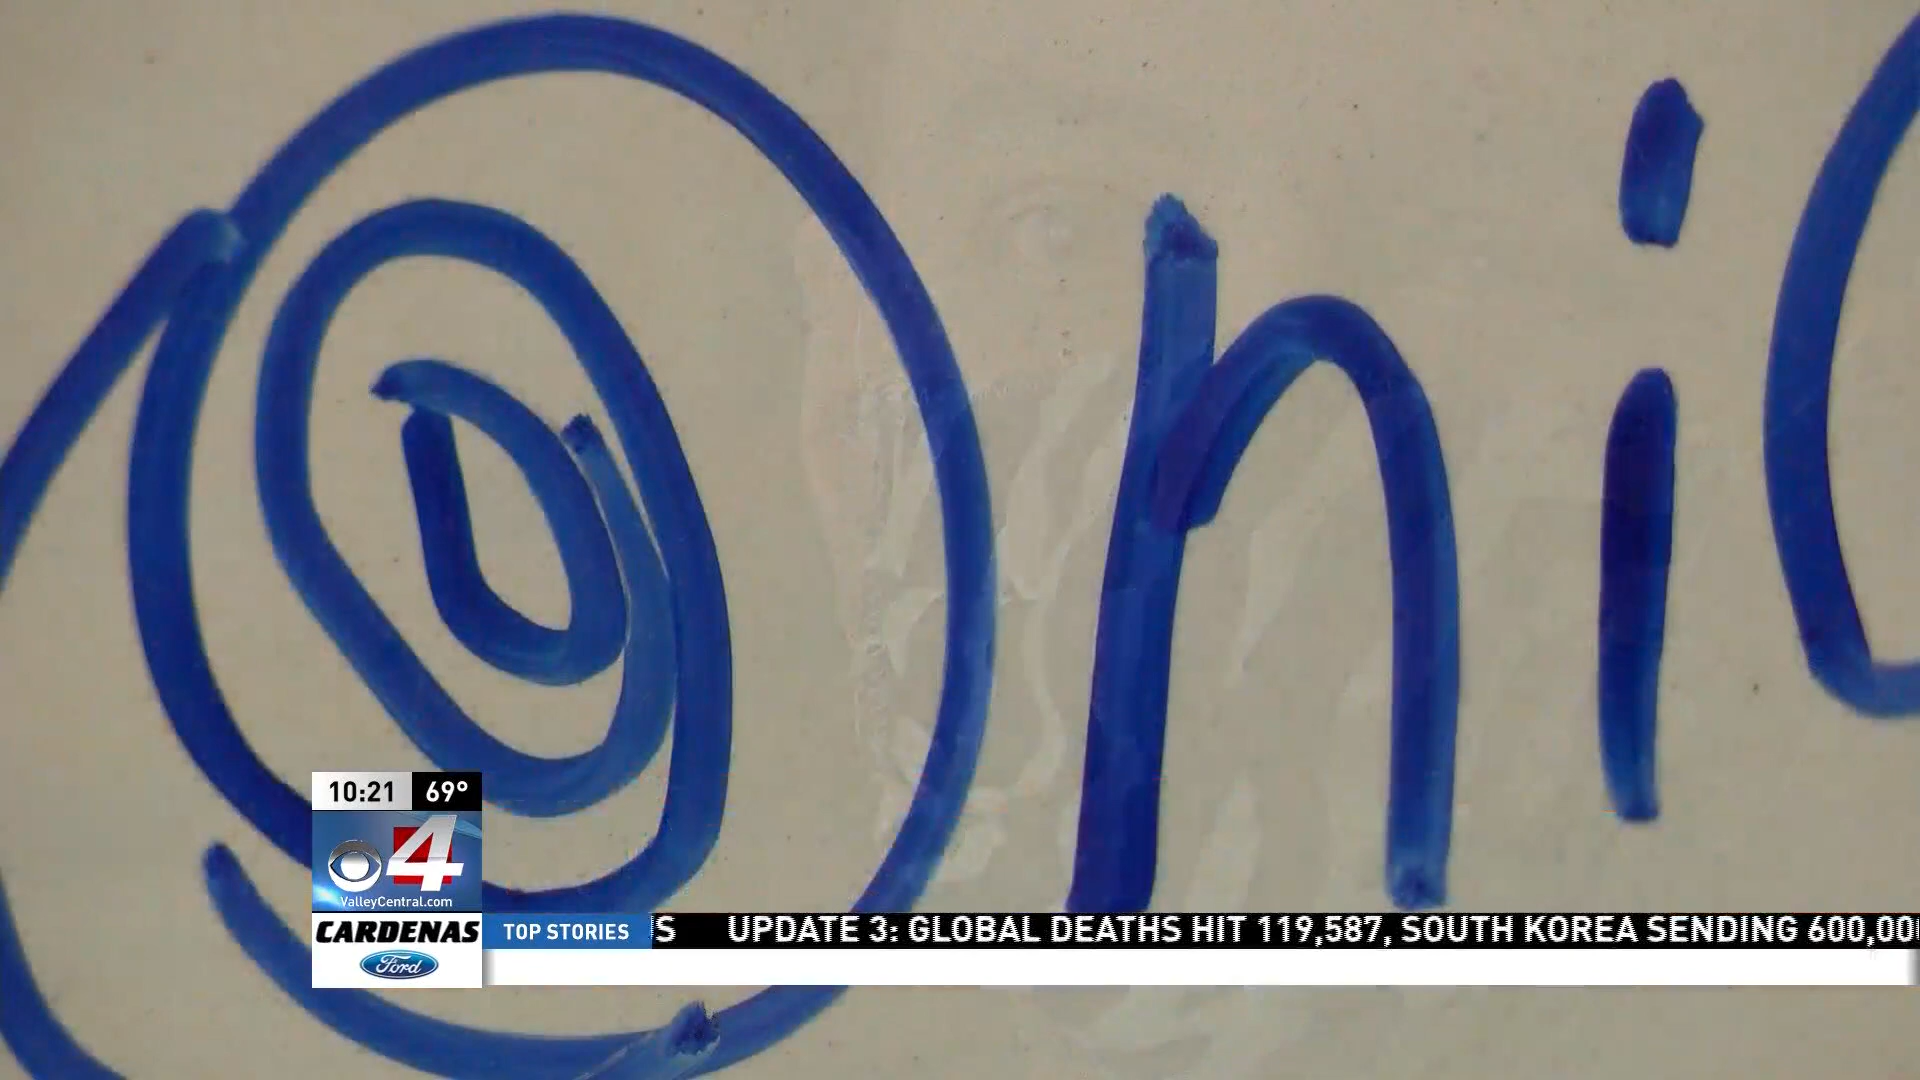 ni
10:21 69°
4
ValleyCentral.com
CARDENAS
Ford
TOP STORIES S UPDATE 3: GLOBAL DEATHS HIT 119,587, SOUTH KOREA SENDING 600,00